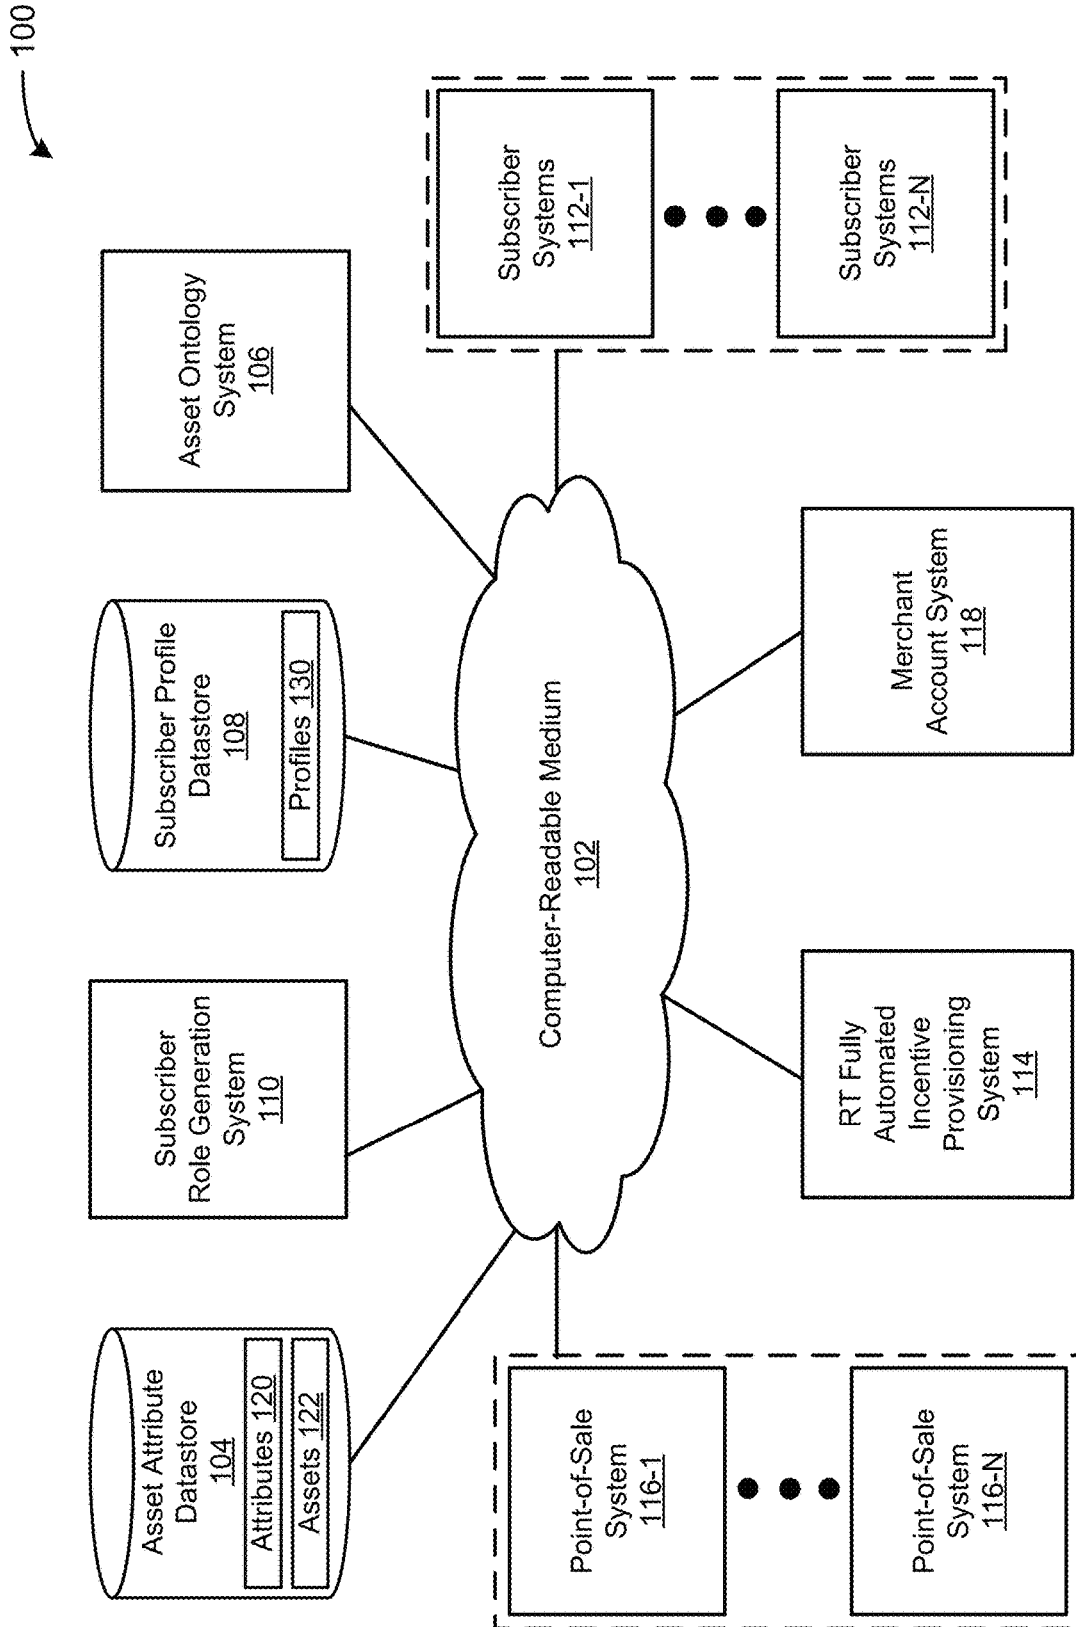 100
Asset Attribute
Datastore
104
Attributes 120
Assets 122
Subscriber
Role Generation
System
110
Subscriber Profile
Datastore
108
Profiles 130
Asset Ontology
System
106
Computer-Readable Medium
102
Point-of-Sale
System
116-1
Point-of-Sale
System
116-N
RT Fully
Automated
Incentive
Provisioning
System
114
Merchant
Account System
118
Subscriber
Systems
112-1
Subscriber
Systems
112-N